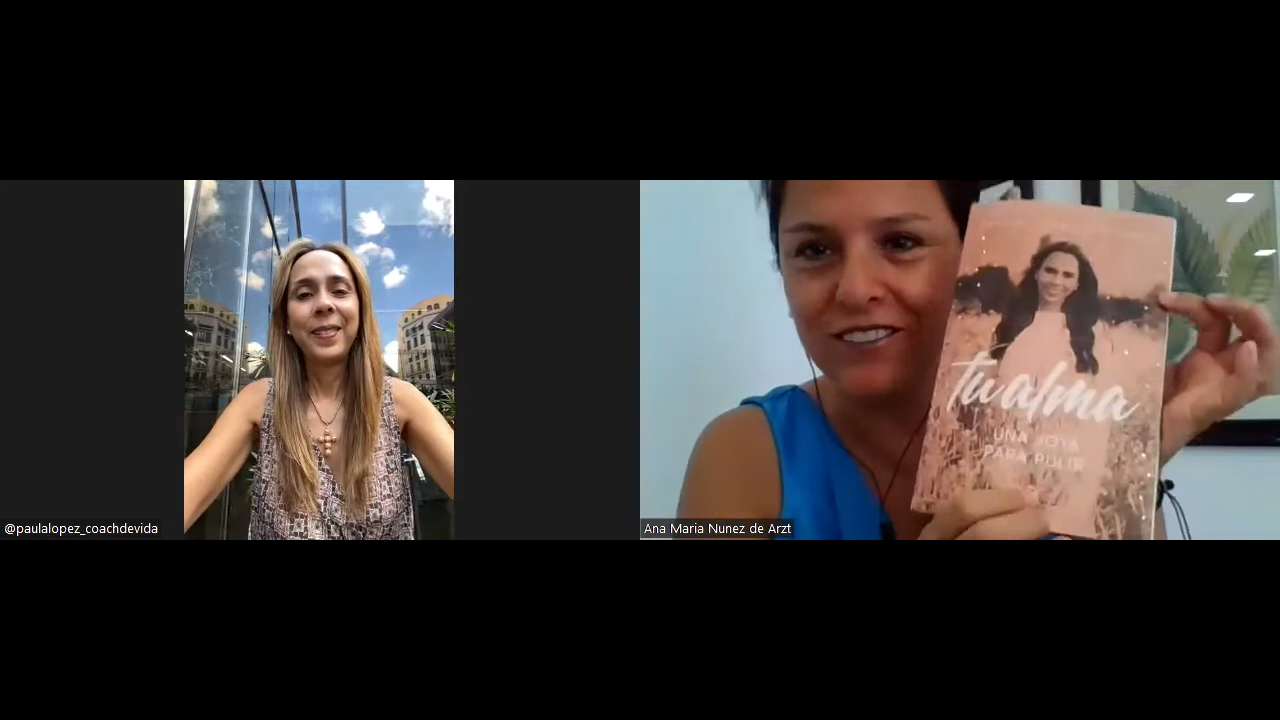 @paulalopez_coachdevida
Ana Maria Nunez de Arzt
tu alma
UNA JOYA
PARA PULIR